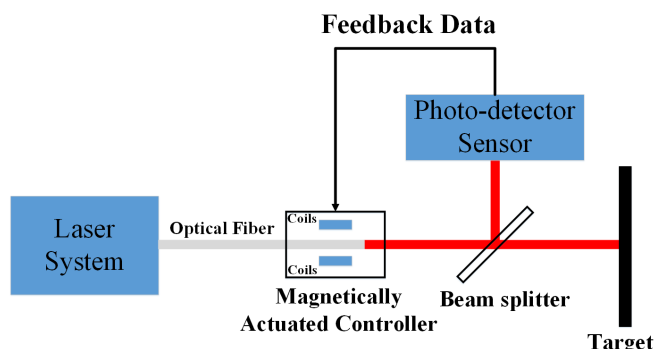 Feedback Data
Photo-detector
Sensor
Laser
System
Optical Fiber
Coils
Coils
Magnetically
Actuated Controller
Beam splitter
Target